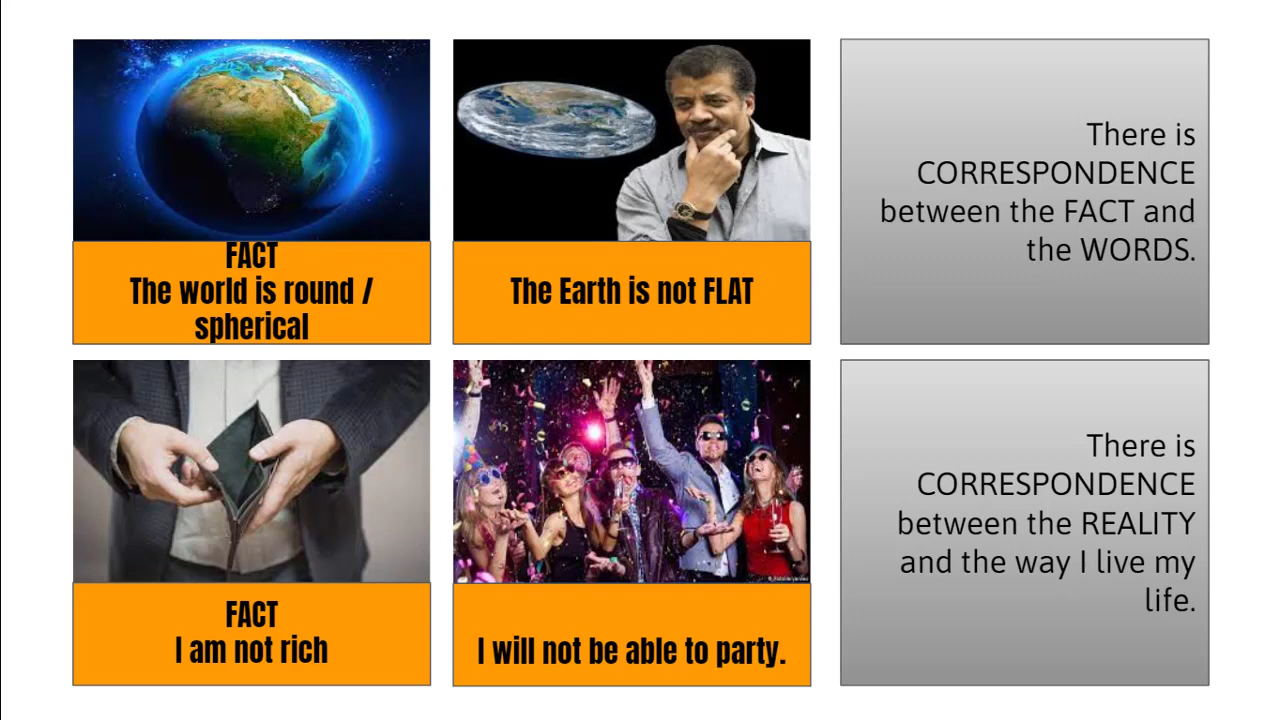 FACT
The world is round /
spherical
The Earth is not FLAT
There is
CORRESPONDENCE
between the FACT and
the WORDS.
FACT
I am not rich
I will not be able to party.
There is
CORRESPONDENCE
between the REALITY
and the way I live my
life.